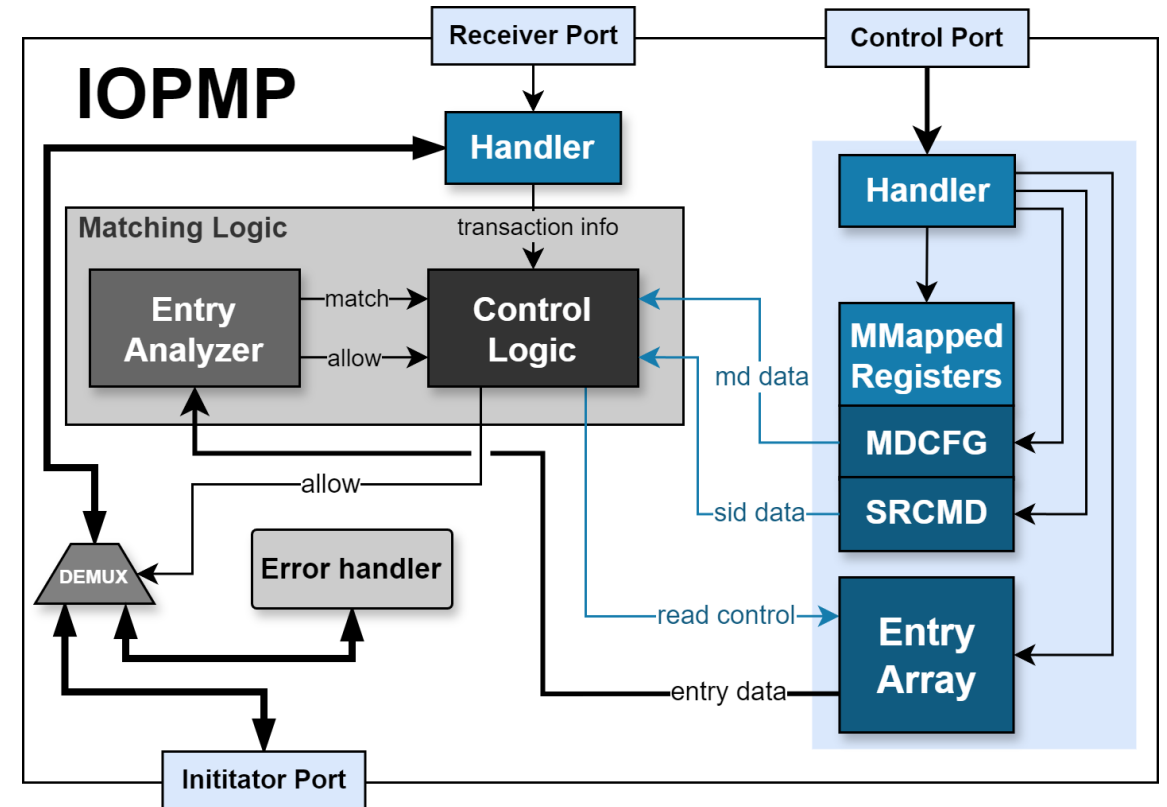 Receiver Port
Control Port
IOPMP
Handler
Handler
Matching Logic
transaction info
Entry
Analyzer
match
allow
Control
Logic
MMapped
Registers
md data
MDCFG
allow
sid data
SRCMD
DEMUX
Error handler
read control
Entry
Array
entry data
Inititator Port